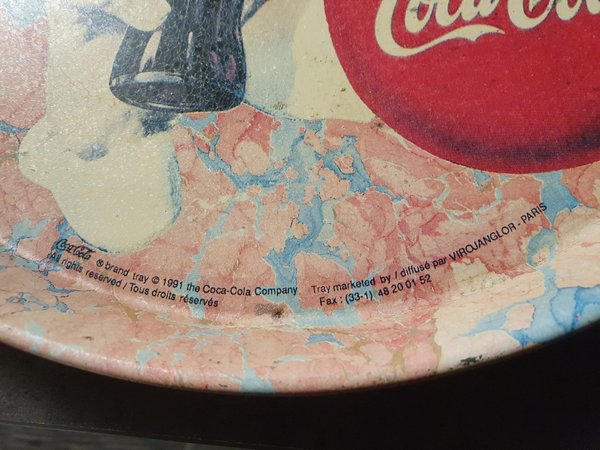 Coca-Cola
Coca-Cola ® brand tray © 1991 the Coca-Cola Company
All rights reserved / Tous droits réservés
Tray marketed by / diffusé par VIROJANGLOR - PARIS
Fax : (33-1) 48 20 01 52